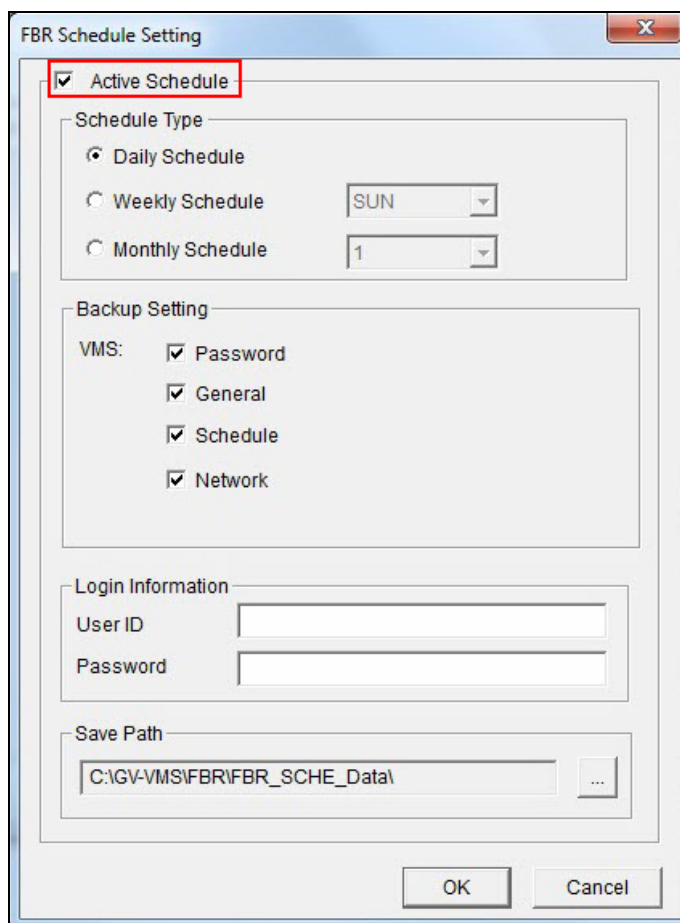 FBR Schedule Setting
Active Schedule
Schedule Type
Daily Schedule
Weekly Schedule SUN
Monthly Schedule 1
Backup Setting
VMS: Password
General
Schedule
Network
Login Information
User ID
Password
Save Path
C:\GV-VMS\FBR\FBR_SCHE_Data\ ...
OK Cancel